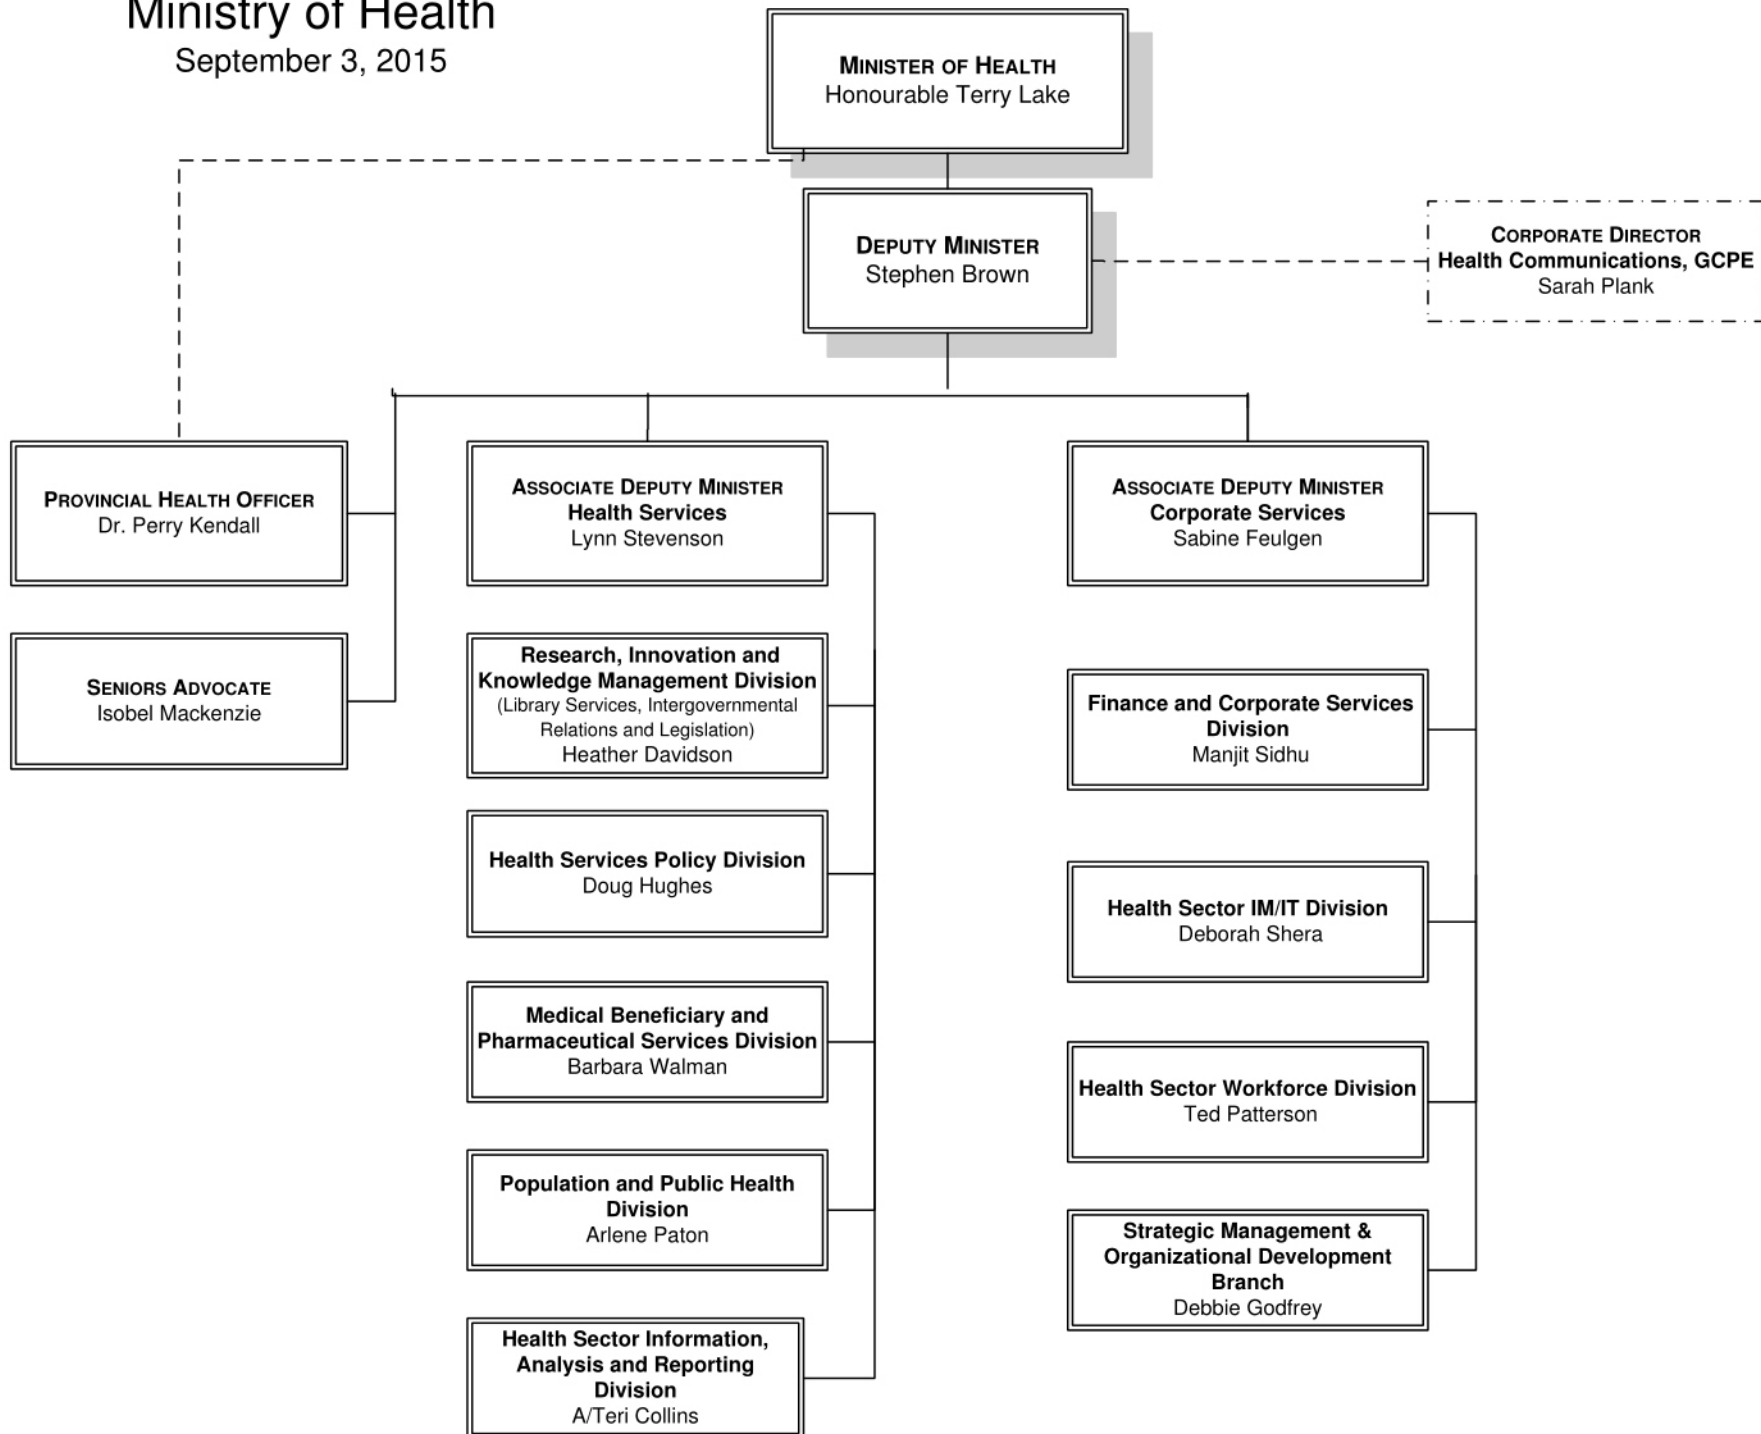 Ministry of Health
September 3, 2015
MINISTER OF HEALTH
Honourable Terry Lake
DEPUTY MINISTER
Stephen Brown
CORPORATE DIRECTOR
Health Communications, GCPE
Sarah Plank
PROVINCIAL HEALTH OFFICER
Dr. Perry Kendall
SENIORS ADVOCATE
Isobel Mackenzie
ASSOCIATE DEPUTY MINISTER
Health Services
Lynn Stevenson
Research, Innovation and
Knowledge Management Division
(Library Services, Intergovernmental
Relations and Legislation)
Heather Davidson
Health Services Policy Division
Doug Hughes
Medical Beneficiary and
Pharmaceutical Services Division
Barbara Walman
Population and Public Health
Division
Arlene Paton
Health Sector Information,
Analysis and Reporting
Division
A/Teri Collins
ASSOCIATE DEPUTY MINISTER
Corporate Services
Sabine Feulgen
Finance and Corporate Services
Division
Manjit Sidhu
Health Sector IM/IT Division
Deborah Shera
Health Sector Workforce Division
Ted Patterson
Strategic Management &
Organizational Development
Branch
Debbie Godfrey